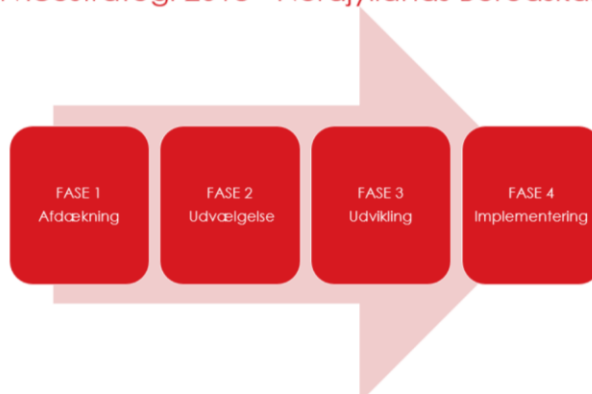 FASE 1
Afdækning
FASE 2
Udvælgelse
FASE 3
Udvikling
FASE 4
Implementering